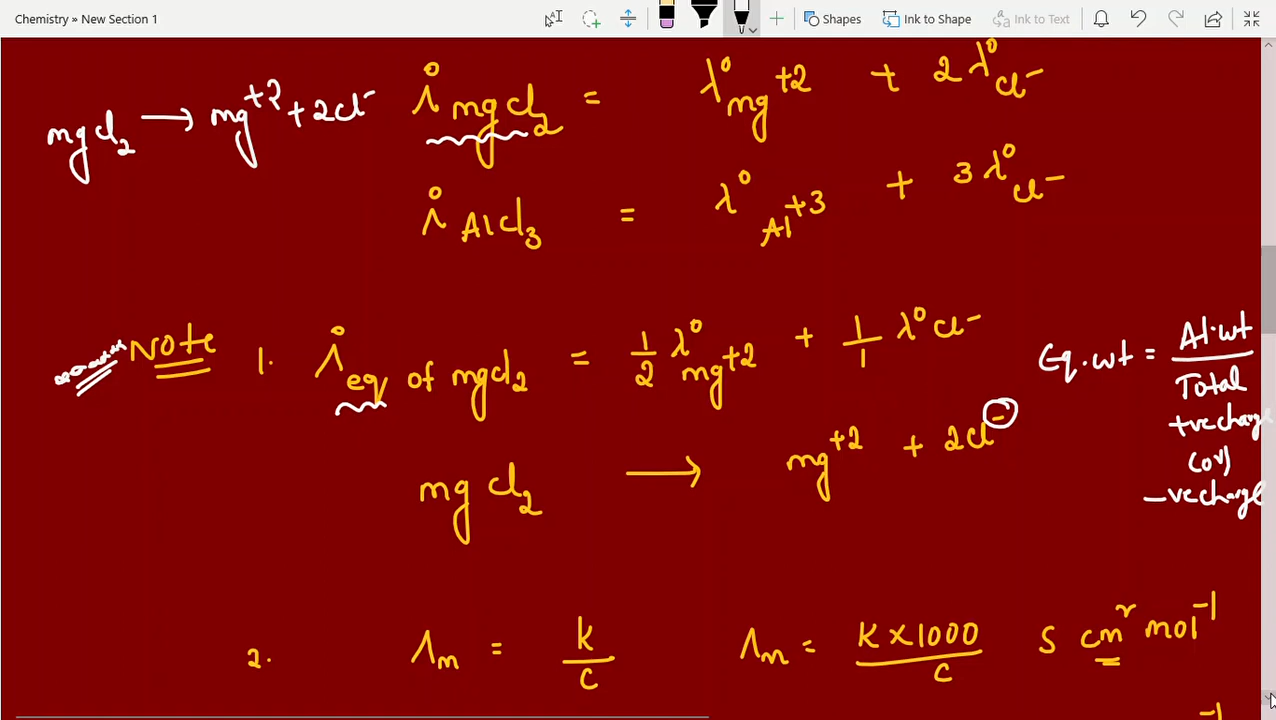 Chemistry » New Section 1
Shapes
Ink to Shape
Ink to Text
mgcl2 → mg+2 + 2cl-
λ° mgcl2 = λ° mg+2 + 2λ° cl-
λ° Alcl3 = λ° Al+3 + 3λ° cl-
Note 1. λ° eq of mgcl2 = 1/2 λ° mg+2 + 1/1 λ° cl-
Eq.wt = At.wt / Total +ve charge (or) -ve charge
mgcl2 → mg+2 + 2cl-
2. Λm = k/c Λm = K×1000/c S cm² mol-1
-1